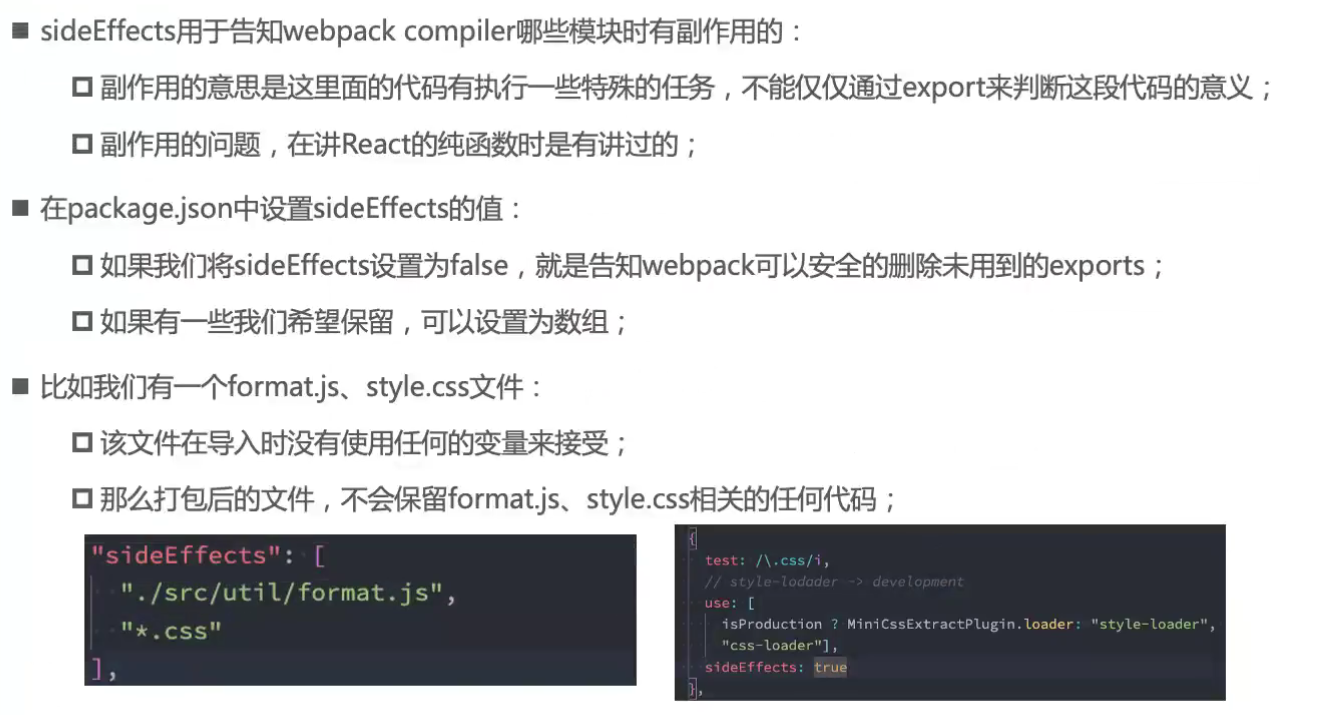 sideEffects用于告知webpack compiler哪些模块时有副作用的：
副作用的意思是这里面的代码有执行一些特殊的任务，不能仅仅通过export来判断这段代码的意义；
副作用的问题，在讲React的纯函数时是有讲过的；
在package.json中设置sideEffects的值：
如果我们将sideEffects设置为false，就是告知webpack可以安全的删除未用到的exports；
如果有一些我们希望保留，可以设置为数组；
比如我们有一个format.js、style.css文件：
该文件在导入时没有使用任何的变量来接受；
那么打包后的文件，不会保留format.js、style.css相关的任何代码；
"sideEffects": [
"./src/util/format.js",
"*.css"
],
{
test: /\.css/i,
// style-lodader -> development
use: [
isProduction ? MiniCssExtractPlugin.loader: "style-loader",
"css-loader"],
sideEffects: true
},